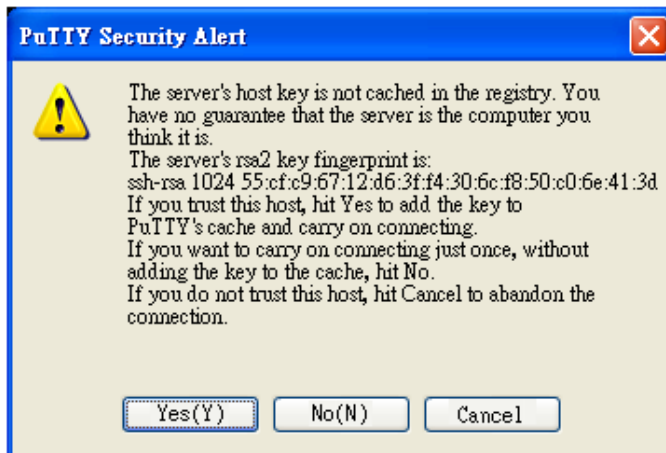 PuTTY Security Alert
The server's host key is not cached in the registry. You
have no guarantee that the server is the computer you
think it is.
The server's rsa2 key fingerprint is:
ssh-rsa 1024 55:cf:c9:67:12:d6:3f:f4:30:6c:f8:50:c0:6e:41:3d
If you trust this host, hit Yes to add the key to
PuTTY's cache and carry on connecting.
If you want to carry on connecting just once, without
adding the key to the cache, hit No.
If you do not trust this host, hit Cancel to abandon the
connection.
Yes(Y) No(N) Cancel